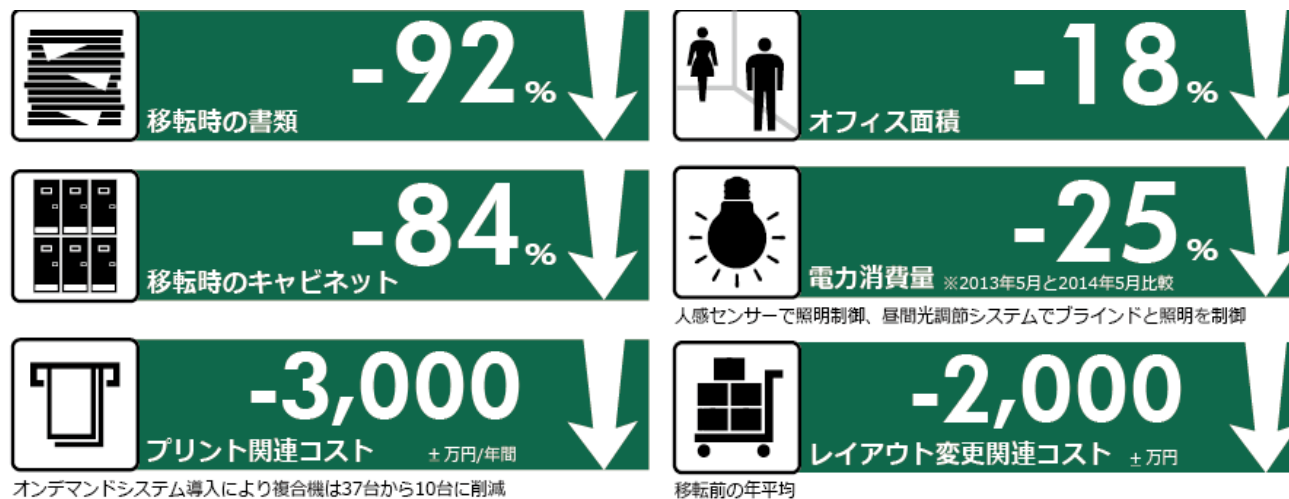 -92%
移転時の書類
-18%
オフィス面積
-84%
移転時のキャビネット
-25%
電力消費量 ※2013年5月と2014年5月比較
人感センサーで照明制御、昼間光調節システムでブラインドと照明を制御
-3,000
プリント関連コスト ±万円/年間
オンデマンドシステム導入により複合機は37台から10台に削減
-2,000
レイアウト変更関連コスト ±万円
移転前の年平均